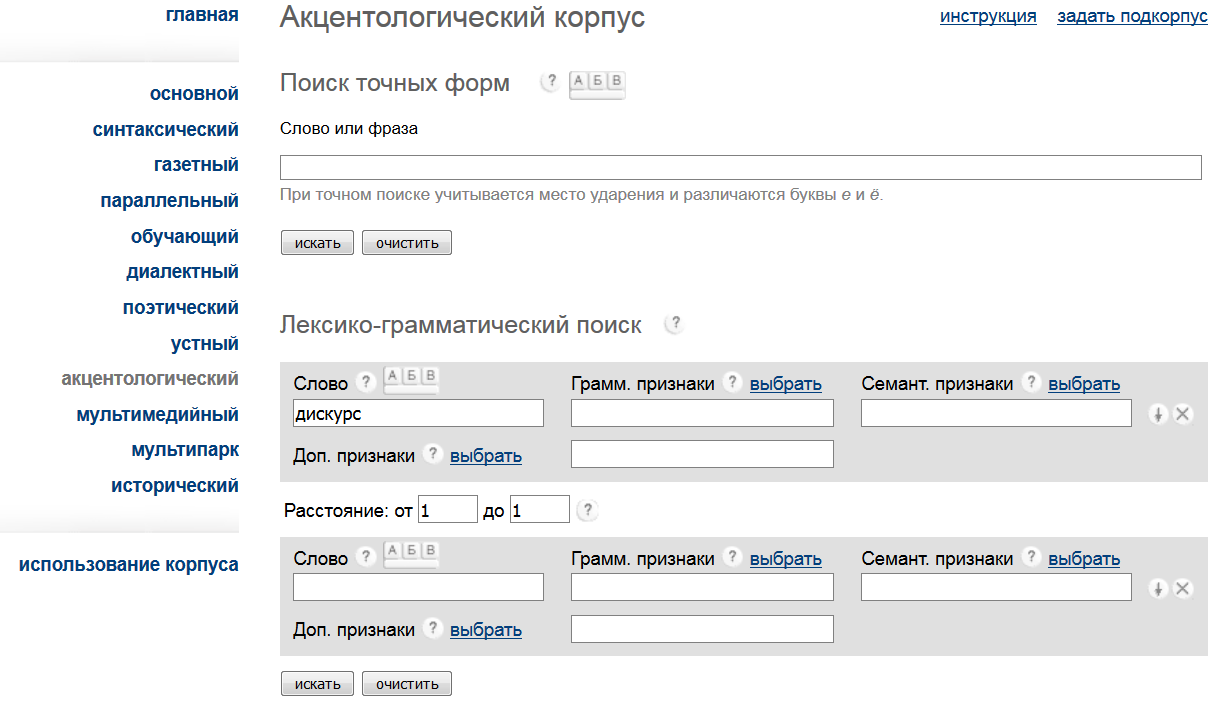 главная
основной
синтаксический
газетный
параллельный
обучающий
диалектный
поэтический
устный
акцентологический
мультимедийный
мультипарк
исторический
использование корпуса
Акцентологический корпус
инструкция задать подкорпус
Поиск точных форм ? А Б В
Слово или фраза
При точном поиске учитывается место ударения и различаются буквы е и ё.
искать очистить
Лексико-грамматический поиск ?
Слово ? А Б В Грамм. признаки ? выбрать Семант. признаки ? выбрать
дискурс
Доп. признаки ? выбрать
Расстояние: от 1 до 1 ?
Слово ? А Б В Грамм. признаки ? выбрать Семант. признаки ? выбрать
Доп. признаки ? выбрать
искать очистить